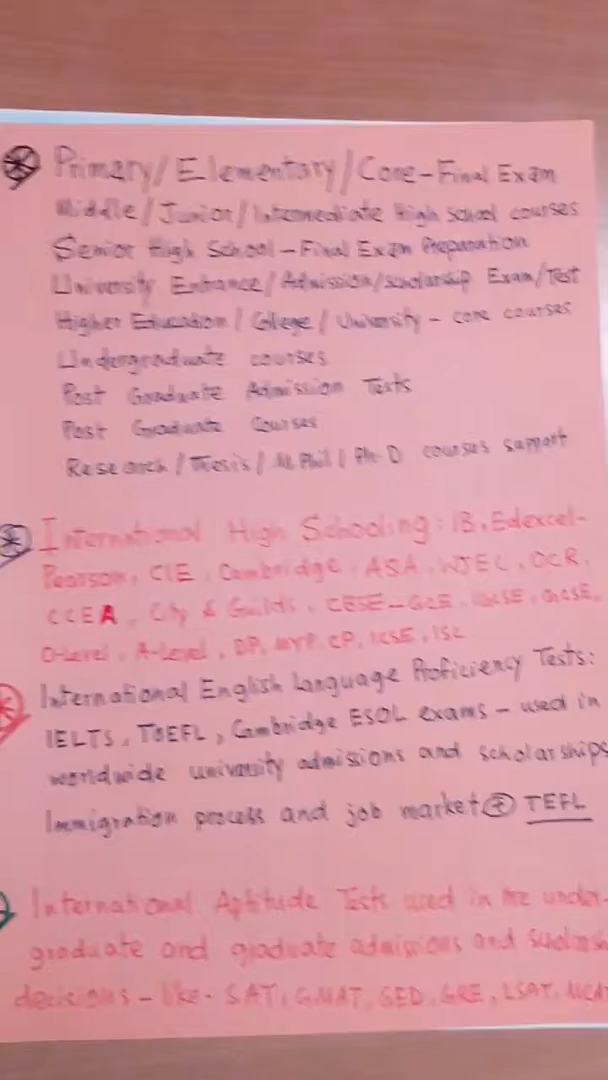 Primary/Elementary/Core-Final Exam
Middle/Junior/Intermediate High School courses
Senior High School - Final Exam Preparation
University Entrance/Admission/scholarship Exam/Test
Higher Education/College/University - core courses
Undergraduate courses
Post Graduate Admission Tests
Post Graduate Courses
Research/Thesis/M.Phil/Ph.D courses support
International High Schooling: IB, Edexcel-
Pearson, CIE, Cambridge, ASA, WJEC, OCR,
CCEA, City & Guilds, GCSE,
O-Level, A-Level, DP, MYP, CP, ICSE, ISC
International English Language Proficiency Tests:
IELTS, TOEFL, Cambridge ESOL exams - used in
worldwide university admissions and scholarships
Immigration process and job market + TEFL
International Aptitude Tests used in the under-
graduate and graduate admissions and
decisions - like - SAT, GMAT, GED, GRE, LSAT,